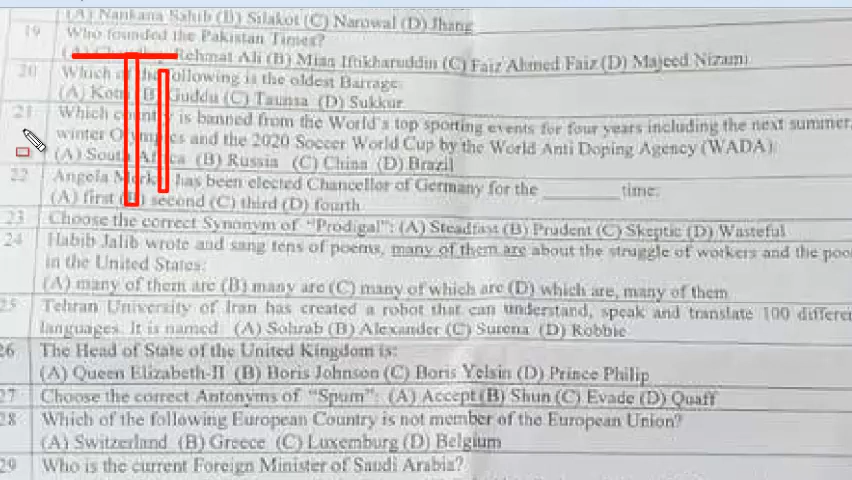 (A) Nankana Sahib (B) Silakot (C) Narowal (D) Jhang
19 Who founded the Pakistan Times?
Rehmat Ali (B) Mian Iftikharuddin (C) Faiz Ahmed Faiz (D) Majeed Nizami
20 Which of the following is the oldest Barrage:
(A) Kotri (B) Guddu (C) Taunsa (D) Sukkur
21 Which country is banned from the World's top sporting events for four years including the next summer,
winter Olympics and the 2020 Soccer World Cup by the World Anti Doping Agency (WADA):
(A) South Africa (B) Russia (C) China (D) Brazil
22 Angela Merkel has been elected Chancellor of Germany for the ________ time:
(A) first (B) second (C) third (D) fourth
23 Choose the correct Synonym of "Prodigal": (A) Steadfast (B) Prudent (C) Skeptic (D) Wasteful
24 Habib Jalib wrote and sang tens of poems, many of them are about the struggle of workers and the poo
in the United States:
(A) many of them are (B) many are (C) many of which are (D) which are, many of them
25 Tehran University of Iran has created a robot that can understand, speak and translate 100 differen
languages. It is named (A) Sohrab (B) Alexander (C) Surena (D) Robbie
26 The Head of State of the United Kingdom is:
(A) Queen Elizabeth-II (B) Boris Johnson (C) Boris Yelsin (D) Prince Philip
27 Choose the correct Antonyms of "Spurn": (A) Accept (B) Shun (C) Evade (D) Quaff
28 Which of the following European Country is not member of the European Union?
(A) Switzerland (B) Greece (C) Luxemburg (D) Belgium
29 Who is the current Foreign Minister of Saudi Arabia?